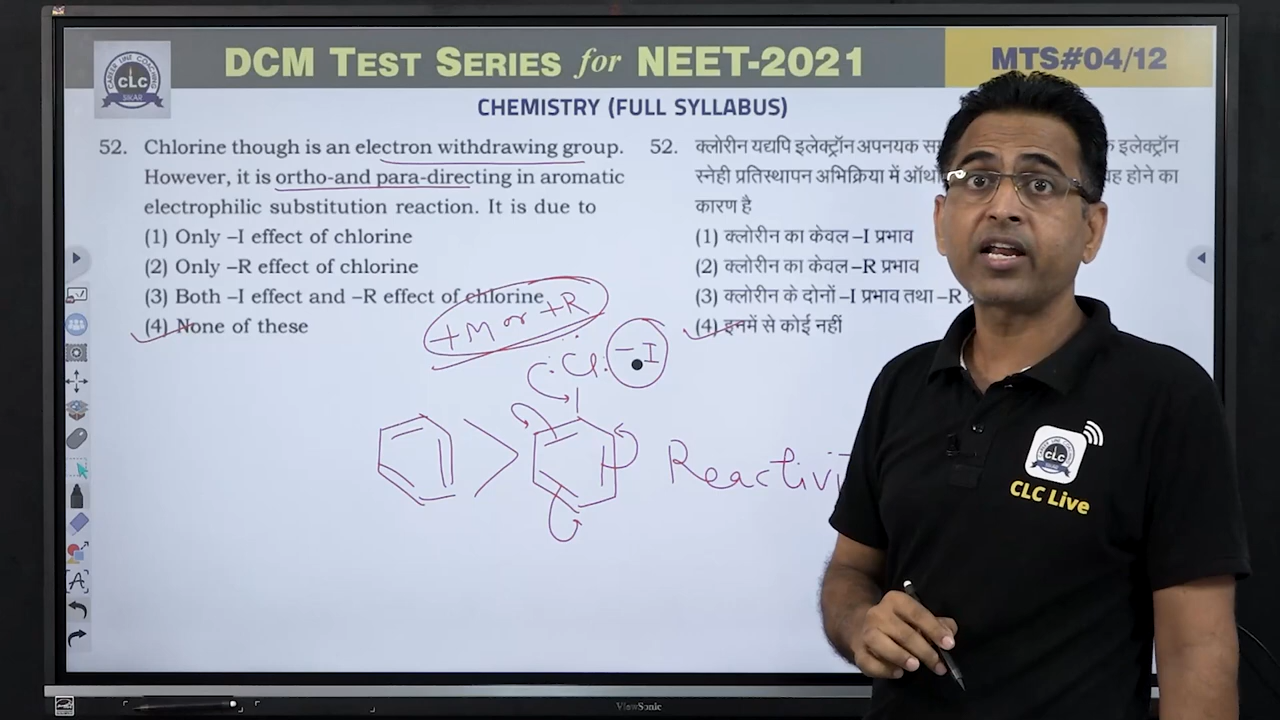 DCM TEST SERIES for NEET-2021
MTS#04/12
CLC
SIKAR
CHEMISTRY (FULL SYLLABUS)
52. Chlorine though is an electron withdrawing group.
However, it is ortho-and para-directing in aromatic
electrophilic substitution reaction. It is due to
(1) Only –I effect of chlorine
(2) Only –R effect of chlorine
(3) Both –I effect and –R effect of chlorine
(4) None of these
52. क्लोरीन यद्यपि इलेक्ट्रॉन अपनयक
इलेक्ट्रॉन
स्नेही प्रतिस्थापन अभिक्रिया में
होने का
कारण है
(1) क्लोरीन का केवल –I प्रभाव
(2) क्लोरीन का केवल –R प्रभाव
(3) क्लोरीन के दोनों –I प्रभाव तथा –R
(4) इनमें से कोई नहीं
+M or +R
Cl
–I
>
Reactivi
CLC
CLC Live
[A]
ViewSonic